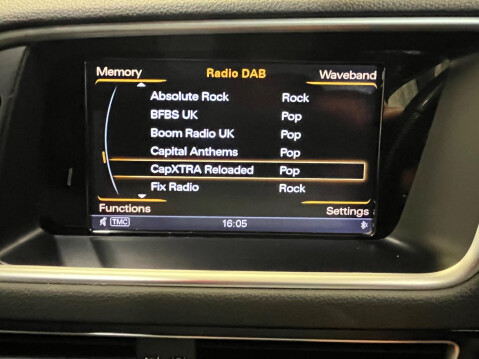 Memory Radio DAB Waveband
Absolute Rock Rock
BFBS UK Pop
Boom Radio UK Pop
Capital Anthems Pop
CapXTRA Reloaded Pop
Fix Radio Rock
Functions Settings
TMC 16:05